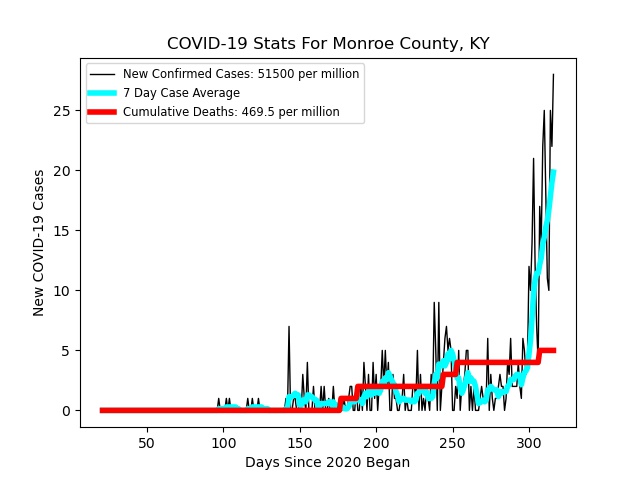 COVID-19 Stats For Monroe County, KY
New Confirmed Cases: 51500 per million
7 Day Case Average
Cumulative Deaths: 469.5 per million
New COVID-19 Cases
25
20
15
10
5
0
50 100 150 200 250 300
Days Since 2020 Began